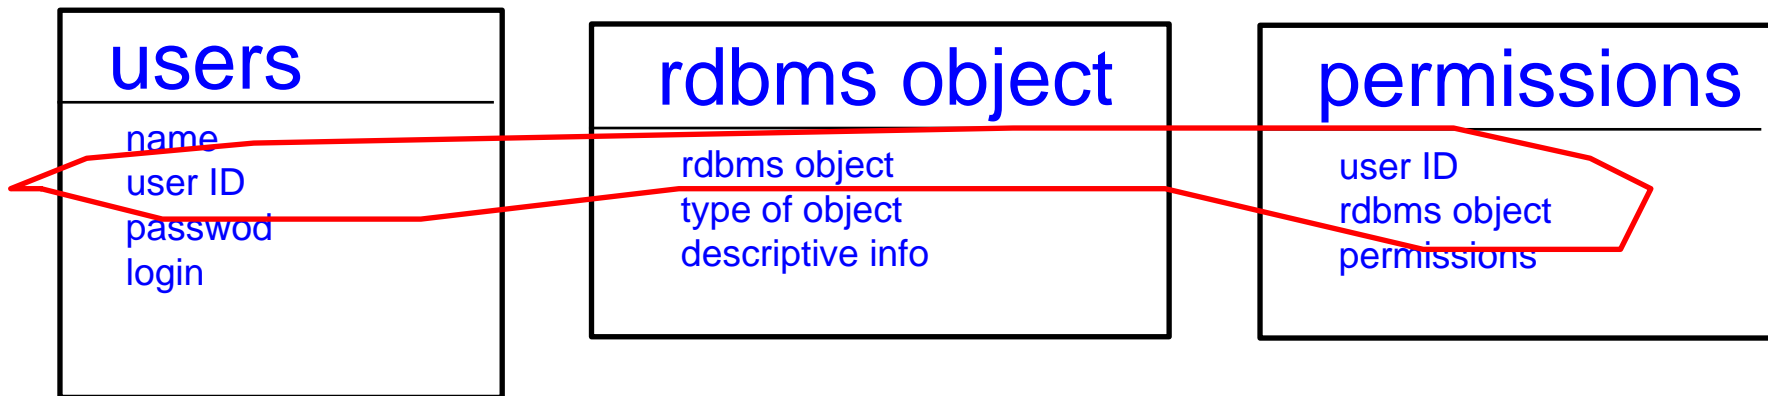 users
name
user ID
passwod
login
rdbms object
rdbms object
type of object
descriptive info
permissions
user ID
rdbms object
permissions